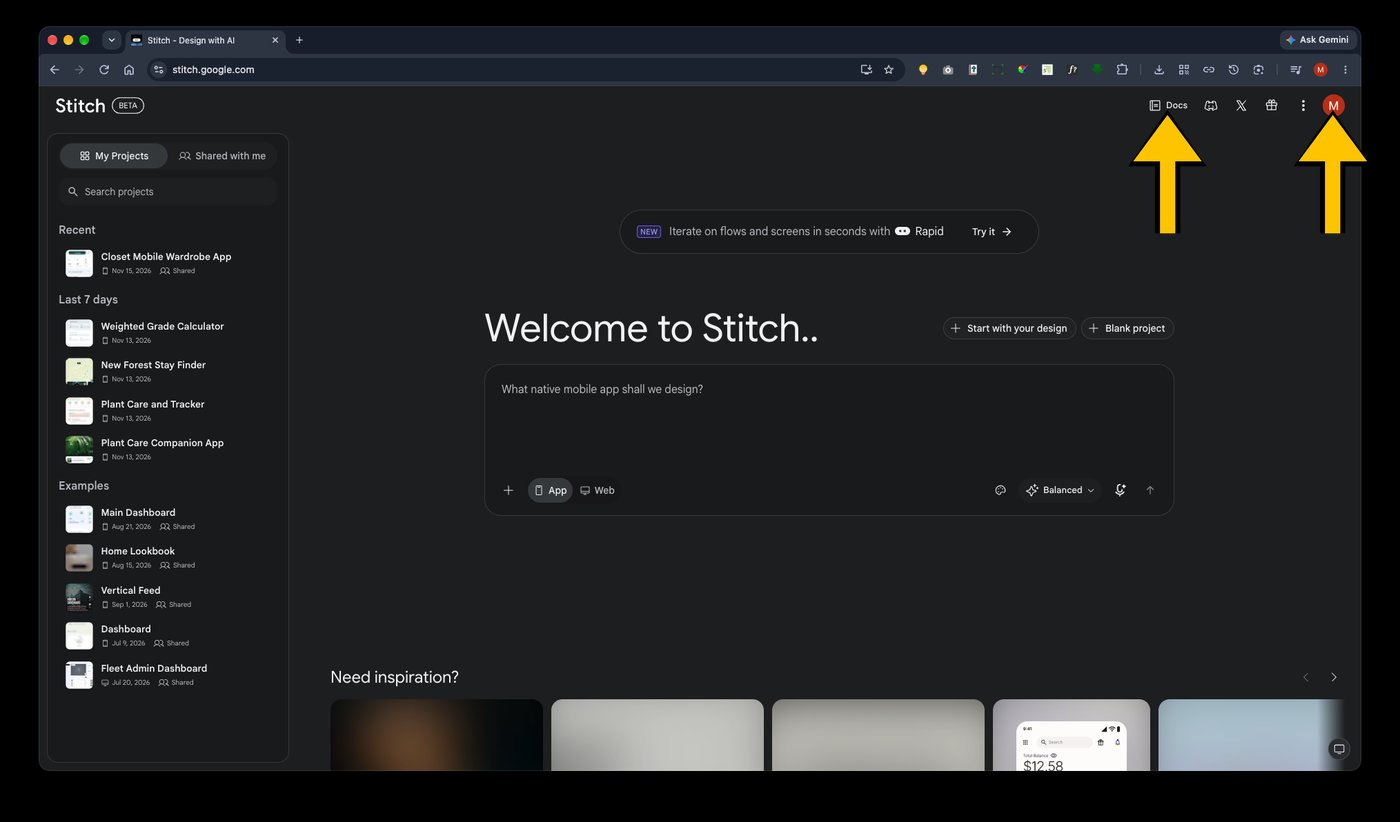 Stitch - Design with AI
Ask Gemini
stitch.google.com
f?
M
Stitch BETA
Docs
M
My Projects Shared with me
Search projects
Recent
Closet Mobile Wardrobe App
Nov 15, 2026 Shared
Last 7 days
Weighted Grade Calculator
Nov 13, 2026
New Forest Stay Finder
Nov 13, 2026
Plant Care and Tracker
Nov 13, 2026
Plant Care Companion App
Nov 13, 2026
Examples
Main Dashboard
Aug 21, 2026 Shared
Home Lookbook
Aug 15, 2026 Shared
Vertical Feed
Sep 1, 2026 Shared
Dashboard
Jul 9, 2026 Shared
Fleet Admin Dashboard
Jul 20, 2026 Shared
NEW Iterate on flows and screens in seconds with Rapid Try it
Welcome to Stitch..
Start with your design Blank project
What native mobile app shall we design?
App Web Balanced
Need inspiration?
9:41
Search
Total Balance
$12.58